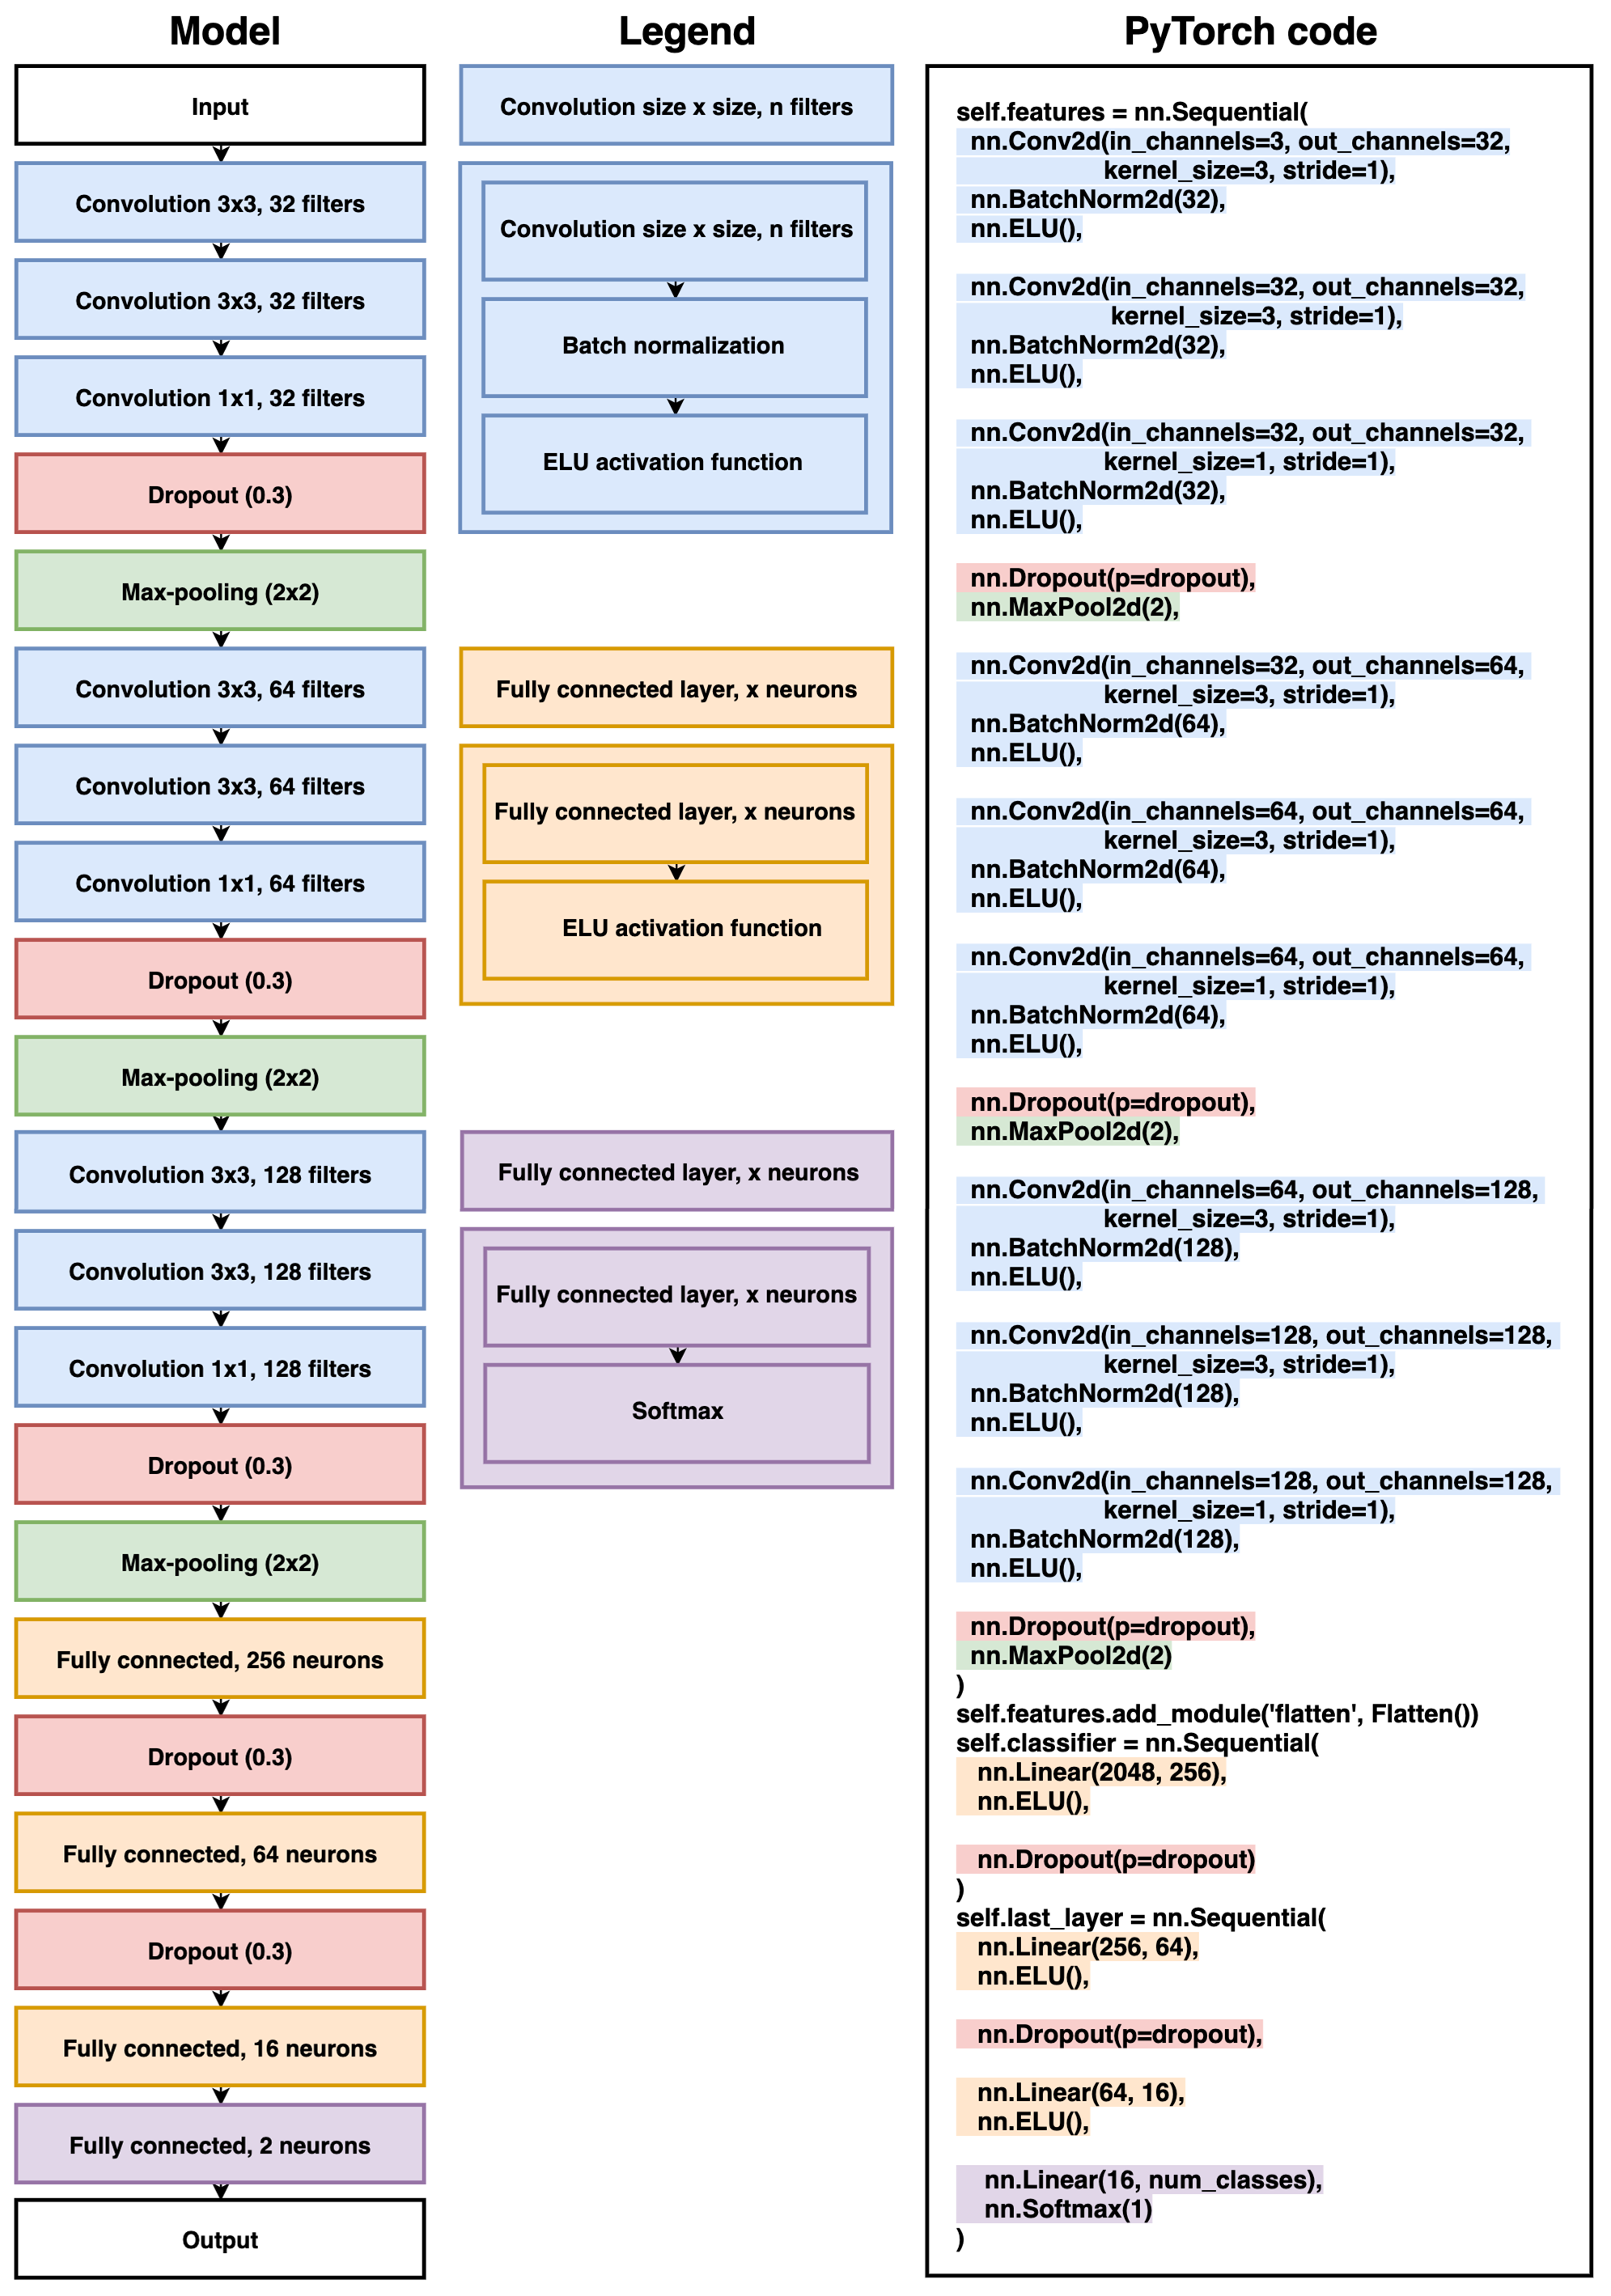 Model
Input
Convolution 3x3, 32 filters
Convolution 3x3, 32 filters
Convolution 1x1, 32 filters
Dropout (0.3)
Max-pooling (2x2)
Convolution 3x3, 64 filters
Convolution 3x3, 64 filters
Convolution 1x1, 64 filters
Dropout (0.3)
Max-pooling (2x2)
Convolution 3x3, 128 filters
Convolution 3x3, 128 filters
Convolution 1x1, 128 filters
Dropout (0.3)
Max-pooling (2x2)
Fully connected, 256 neurons
Dropout (0.3)
Fully connected, 64 neurons
Dropout (0.3)
Fully connected, 16 neurons
Fully connected, 2 neurons
Output
Legend
Convolution size x size, n filters
Convolution size x size, n filters
Batch normalization
ELU activation function
Fully connected layer, x neurons
Fully connected layer, x neurons
ELU activation function
Fully connected layer, x neurons
Fully connected layer, x neurons
Softmax
PyTorch code
self.features = nn.Sequential(
nn.Conv2d(in_channels=3, out_channels=32,
kernel_size=3, stride=1),
nn.BatchNorm2d(32),
nn.ELU(),
nn.Conv2d(in_channels=32, out_channels=32,
kernel_size=3, stride=1),
nn.BatchNorm2d(32),
nn.ELU(),
nn.Conv2d(in_channels=32, out_channels=32,
kernel_size=1, stride=1),
nn.BatchNorm2d(32),
nn.ELU(),
nn.Dropout(p=dropout),
nn.MaxPool2d(2),
nn.Conv2d(in_channels=32, out_channels=64,
kernel_size=3, stride=1),
nn.BatchNorm2d(64),
nn.ELU(),
nn.Conv2d(in_channels=64, out_channels=64,
kernel_size=3, stride=1),
nn.BatchNorm2d(64),
nn.ELU(),
nn.Conv2d(in_channels=64, out_channels=64,
kernel_size=1, stride=1),
nn.BatchNorm2d(64),
nn.ELU(),
nn.Dropout(p=dropout),
nn.MaxPool2d(2),
nn.Conv2d(in_channels=64, out_channels=128,
kernel_size=3, stride=1),
nn.BatchNorm2d(128),
nn.ELU(),
nn.Conv2d(in_channels=128, out_channels=128,
kernel_size=3, stride=1),
nn.BatchNorm2d(128),
nn.ELU(),
nn.Conv2d(in_channels=128, out_channels=128,
kernel_size=1, stride=1),
nn.BatchNorm2d(128),
nn.ELU(),
nn.Dropout(p=dropout),
nn.MaxPool2d(2)
)
self.features.add_module('flatten', Flatten())
self.classifier = nn.Sequential(
nn.Linear(2048, 256),
nn.ELU(),
nn.Dropout(p=dropout)
)
self.last_layer = nn.Sequential(
nn.Linear(256, 64),
nn.ELU(),
nn.Dropout(p=dropout),
nn.Linear(64, 16),
nn.ELU(),
nn.Linear(16, num_classes),
nn.Softmax(1)
)